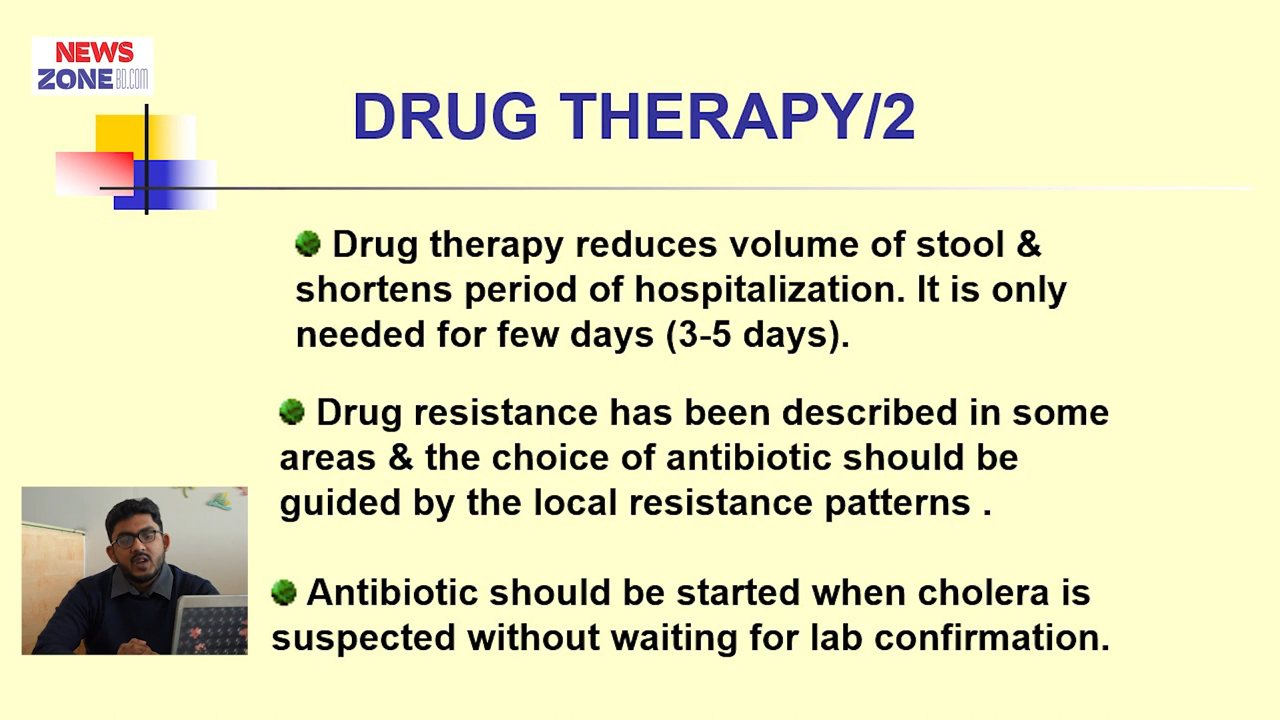 NEWS
ZONE BD.COM
DRUG THERAPY/2
Drug therapy reduces volume of stool &
shortens period of hospitalization. It is only
needed for few days (3-5 days).
Drug resistance has been described in some
areas & the choice of antibiotic should be
guided by the local resistance patterns .
Antibiotic should be started when cholera is
suspected without waiting for lab confirmation.